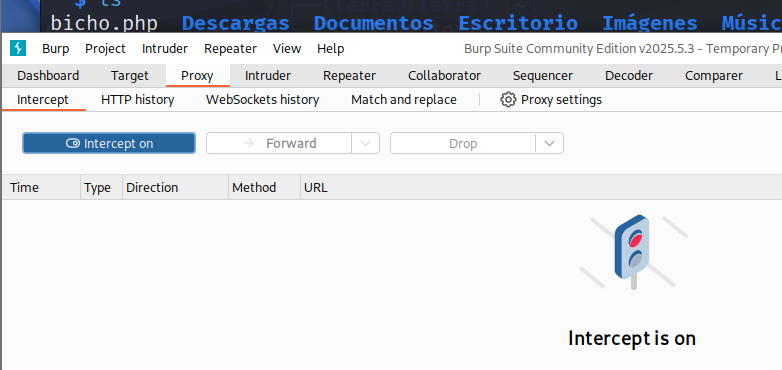 $ ls
bicho.php Descargas Documentos Escritorio Imágenes Músic
Burp Project Intruder Repeater View Help Burp Suite Community Edition v2025.5.3 - Temporary Pr
Dashboard Target Proxy Intruder Repeater Collaborator Sequencer Decoder Comparer L
Intercept HTTP history WebSockets history Match and replace Proxy settings
Intercept on Forward Drop
Time Type Direction Method URL
Intercept is on